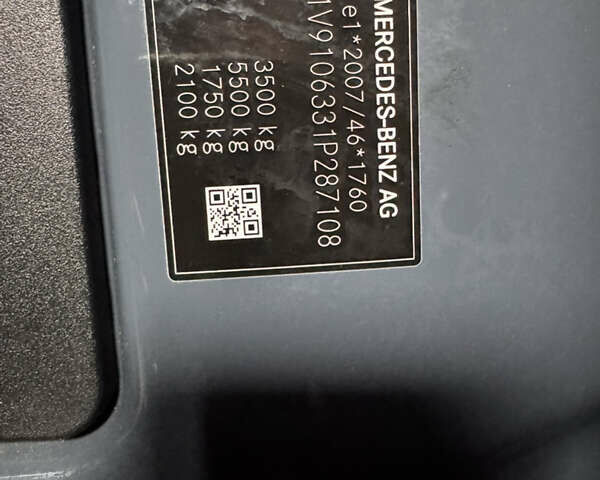 MERCEDES-BENZ AG
e1*2007/46*1760
1V9106331P287108
3500 kg
5500 kg
1750 kg
2100 kg